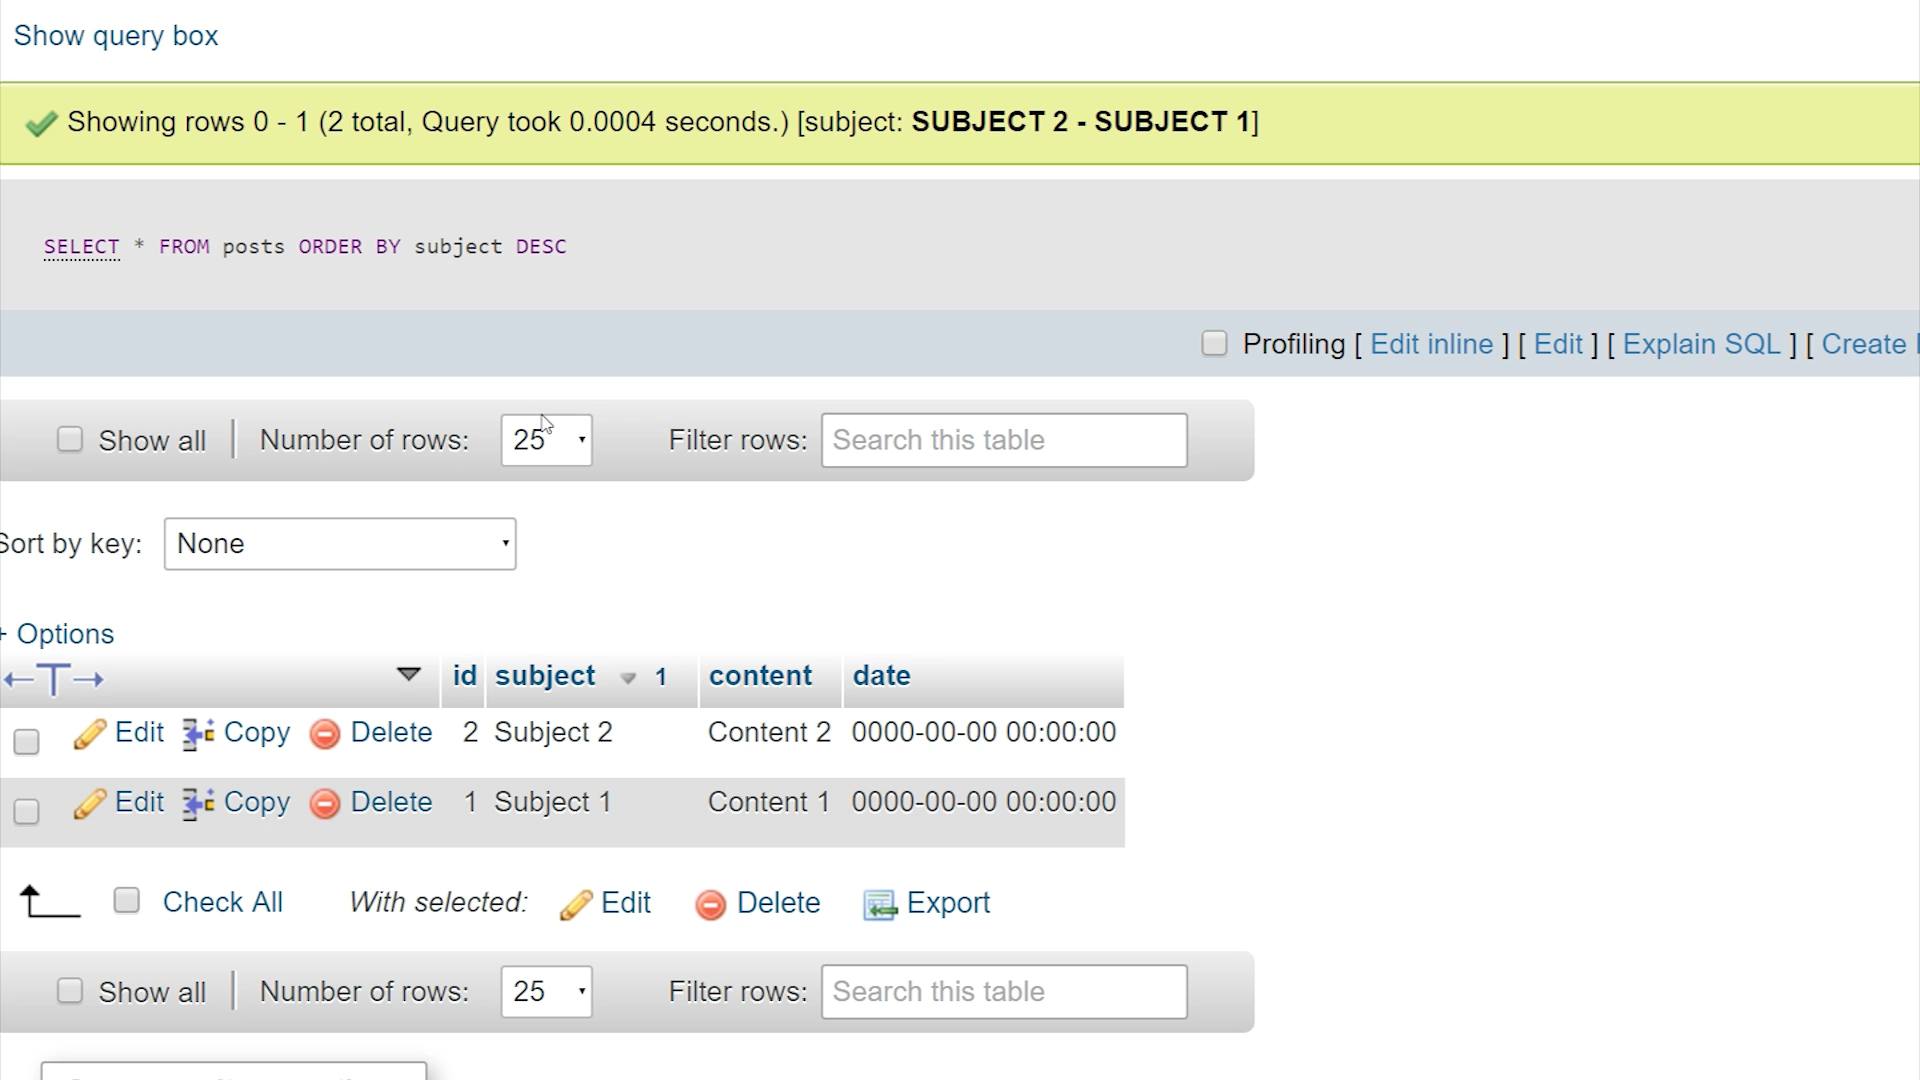 Show query box
Showing rows 0 - 1 (2 total, Query took 0.0004 seconds.) [subject: SUBJECT 2 - SUBJECT 1]
SELECT * FROM posts ORDER BY subject DESC
Profiling [ Edit inline ] [ Edit ] [ Explain SQL ] [ Create
Show all Number of rows: 25 Filter rows: Search this table
Sort by key: None
+ Options
id subject 1 content date
Edit Copy Delete 2 Subject 2 Content 2 0000-00-00 00:00:00
Edit Copy Delete 1 Subject 1 Content 1 0000-00-00 00:00:00
Check All With selected: Edit Delete Export
Show all Number of rows: 25 Filter rows: Search this table